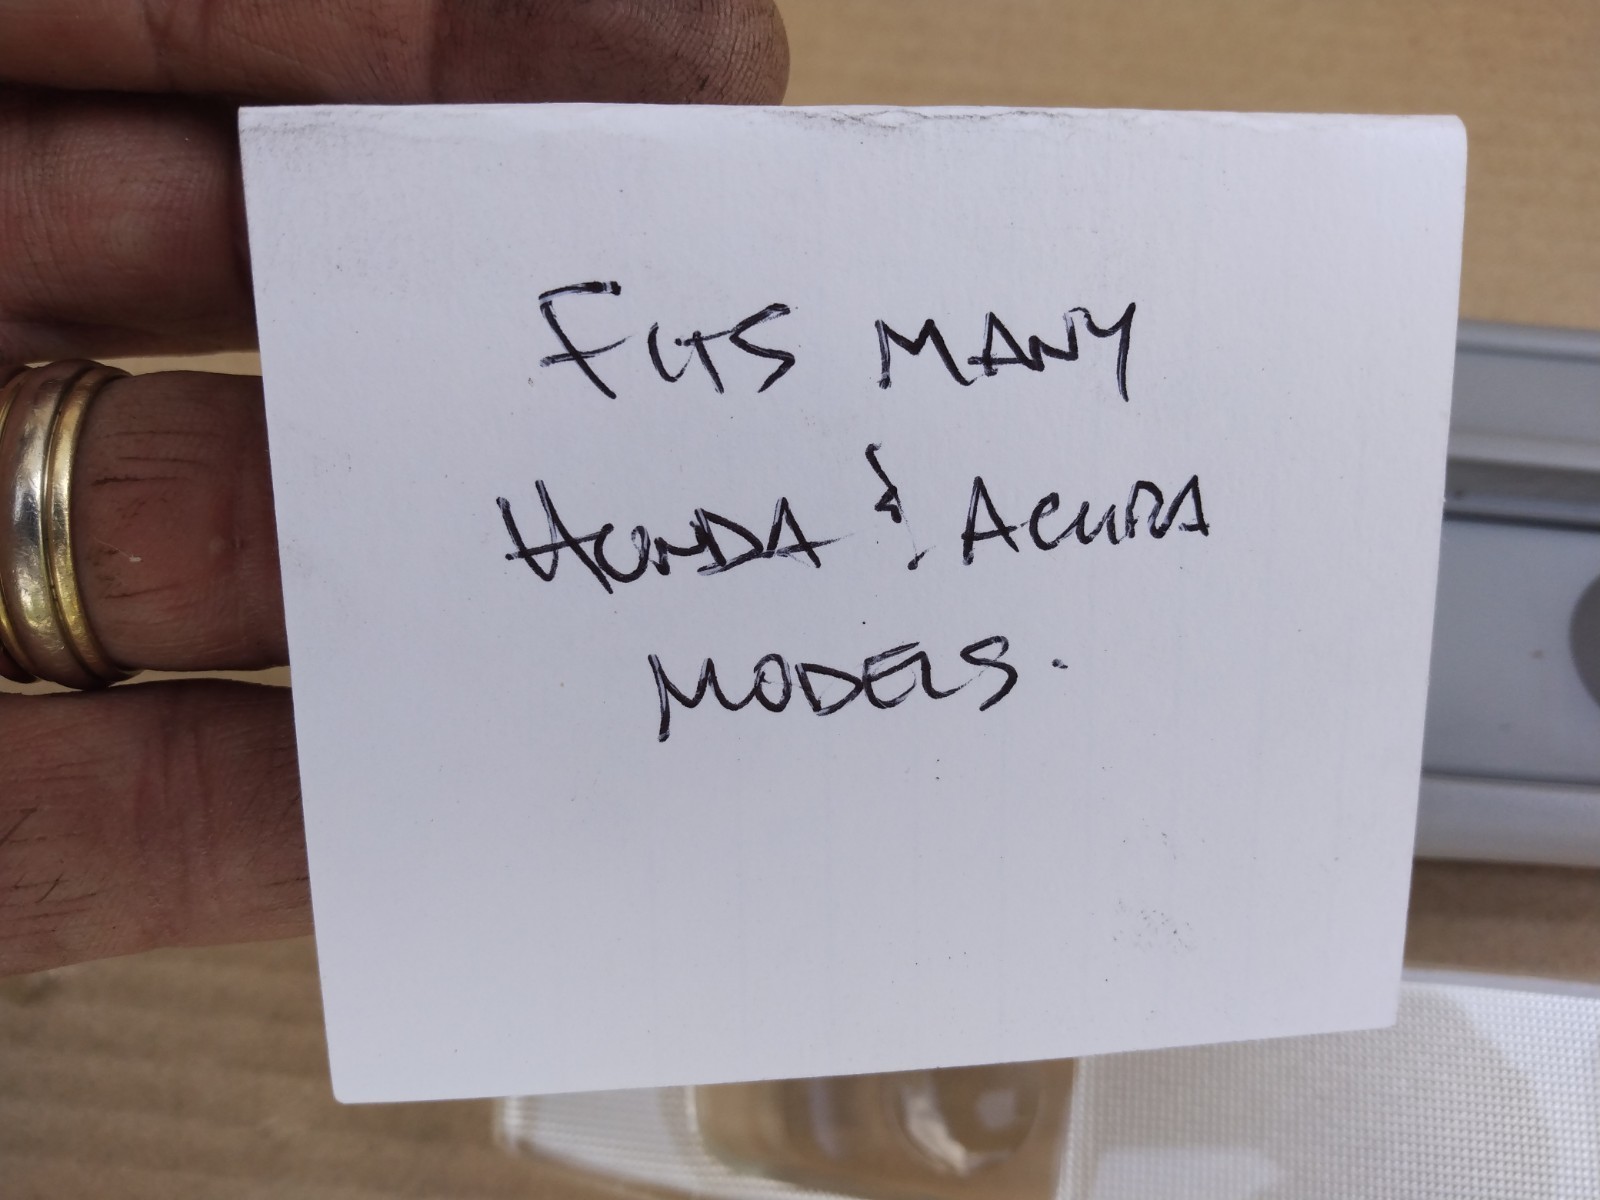 FITS MANY
HONDA & ACURA
MODELS.